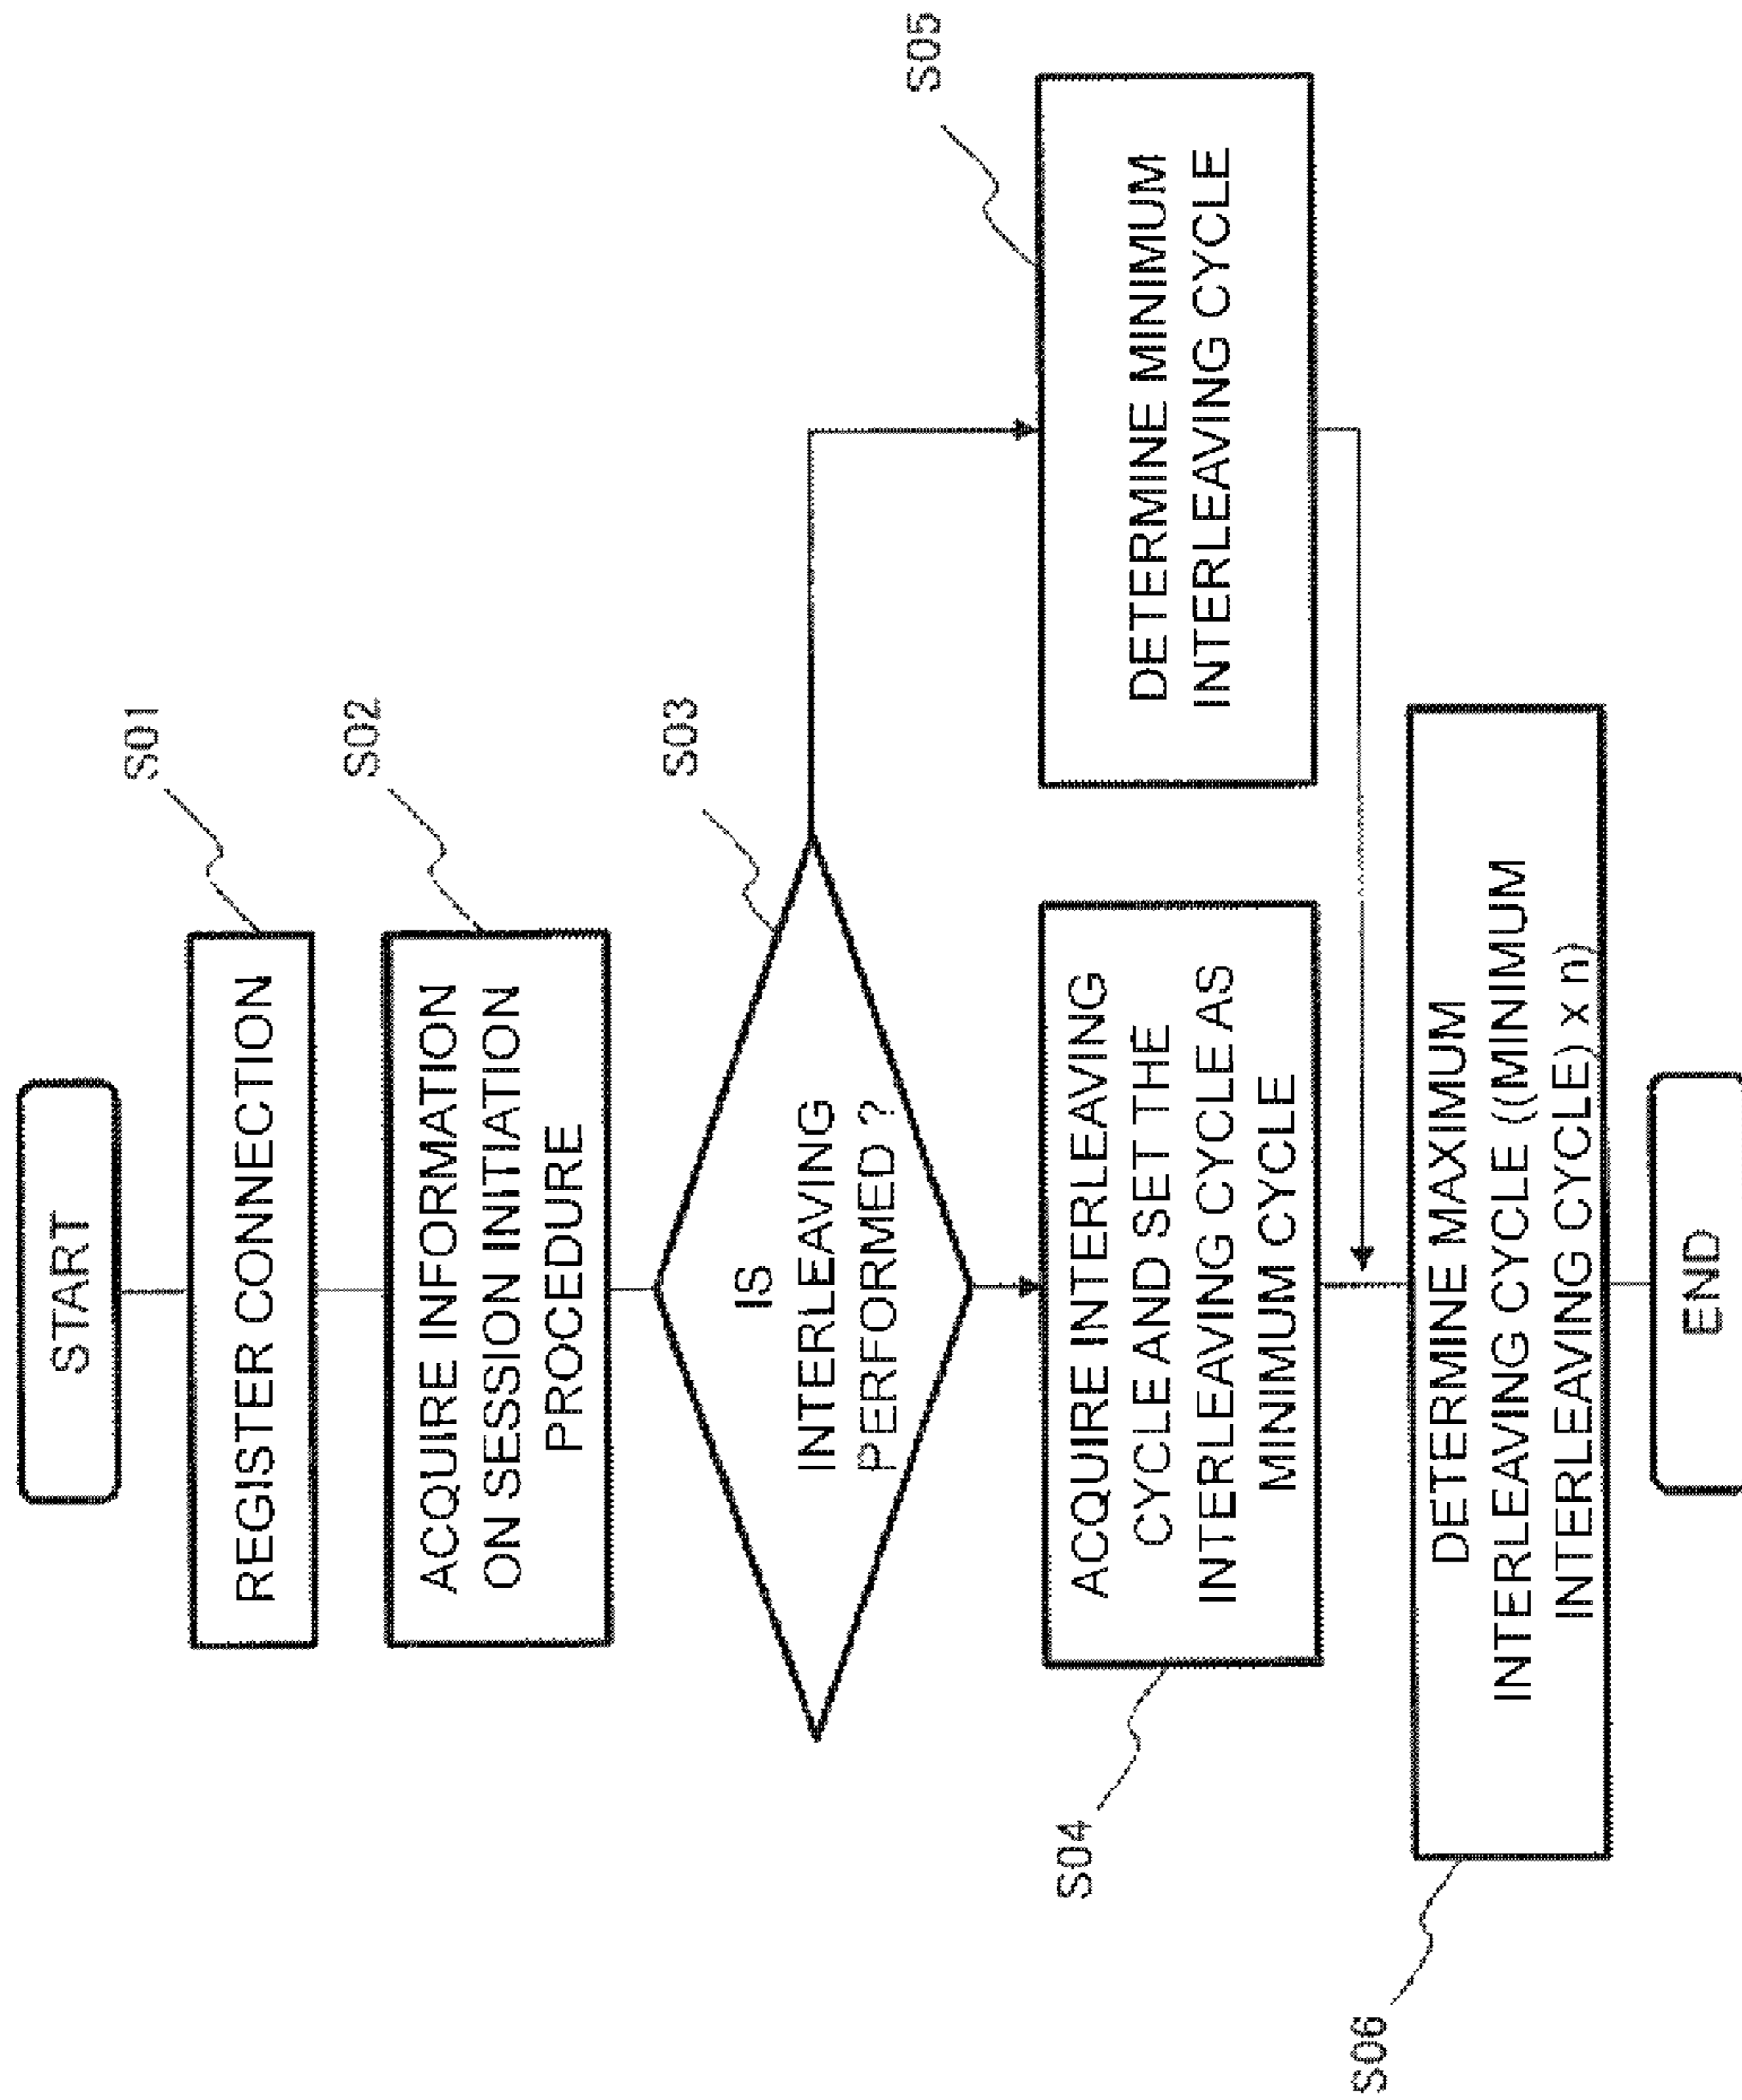 START
S01
REGISTER CONNECTION
S02
ACQUIRE INFORMATION
ON SESSION INITIATION
PROCEDURE
S03
IS
INTERLEAVING
PERFORMED ?
S04
ACQUIRE INTERLEAVING
CYCLE AND SET THE
INTERLEAVING CYCLE AS
MINIMUM CYCLE
S05
DETERMINE MINIMUM
INTERLEAVING CYCLE
S06
DETERMINE MAXIMUM
INTERLEAVING CYCLE ((MINIMUM
INTERLEAVING CYCLE) x n)
END